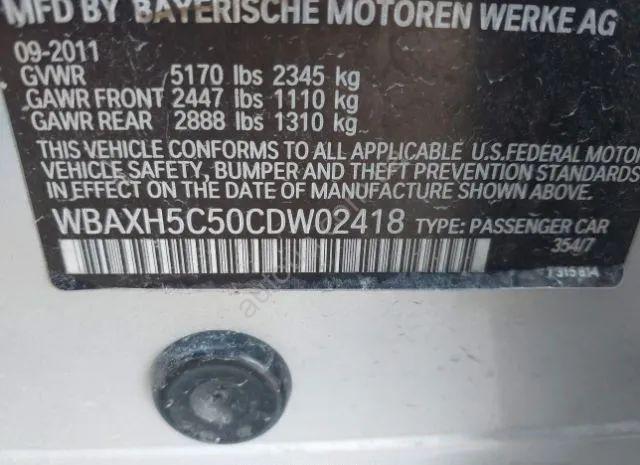 MFD BY BAYERISCHE MOTOREN WERKE AG
09-2011
GVWR 5170 lbs 2345 kg
GAWR FRONT 2447 lbs 1110 kg
GAWR REAR 2888 lbs 1310 kg
THIS VEHICLE CONFORMS TO ALL APPLICABLE U.S.FEDERAL MOTOR
VEHICLE SAFETY, BUMPER AND THEFT PREVENTION STANDARDS
IN EFFECT ON THE DATE OF MANUFACTURE SHOWN ABOVE.
WBAXH5C50CDW02418 TYPE: PASSENGER CAR
354/7